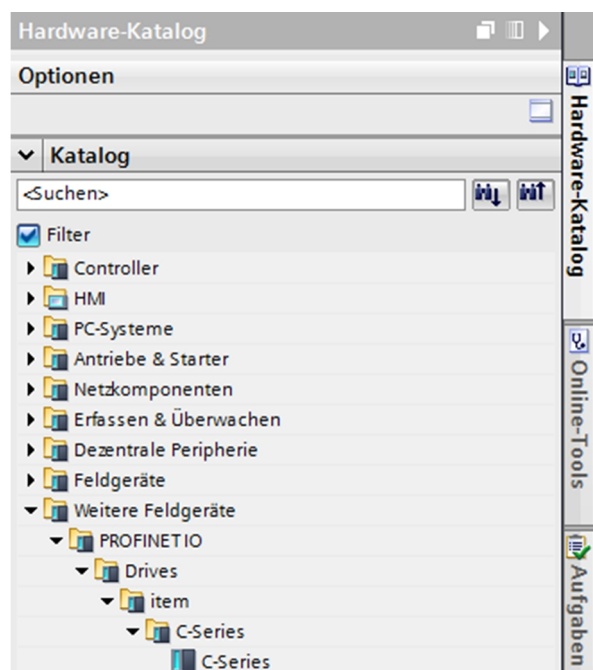 Hardware-Katalog
Optionen
Katalog
<Suchen>
Filter
Controller
HMI
PC-Systeme
Antriebe & Starter
Netzkomponenten
Erfassen & Überwachen
Dezentrale Peripherie
Feldgeräte
Weitere Feldgeräte
PROFINET IO
Drives
item
C-Series
C-Series
Hardware-Katalog
Online-Tools
Aufgaben